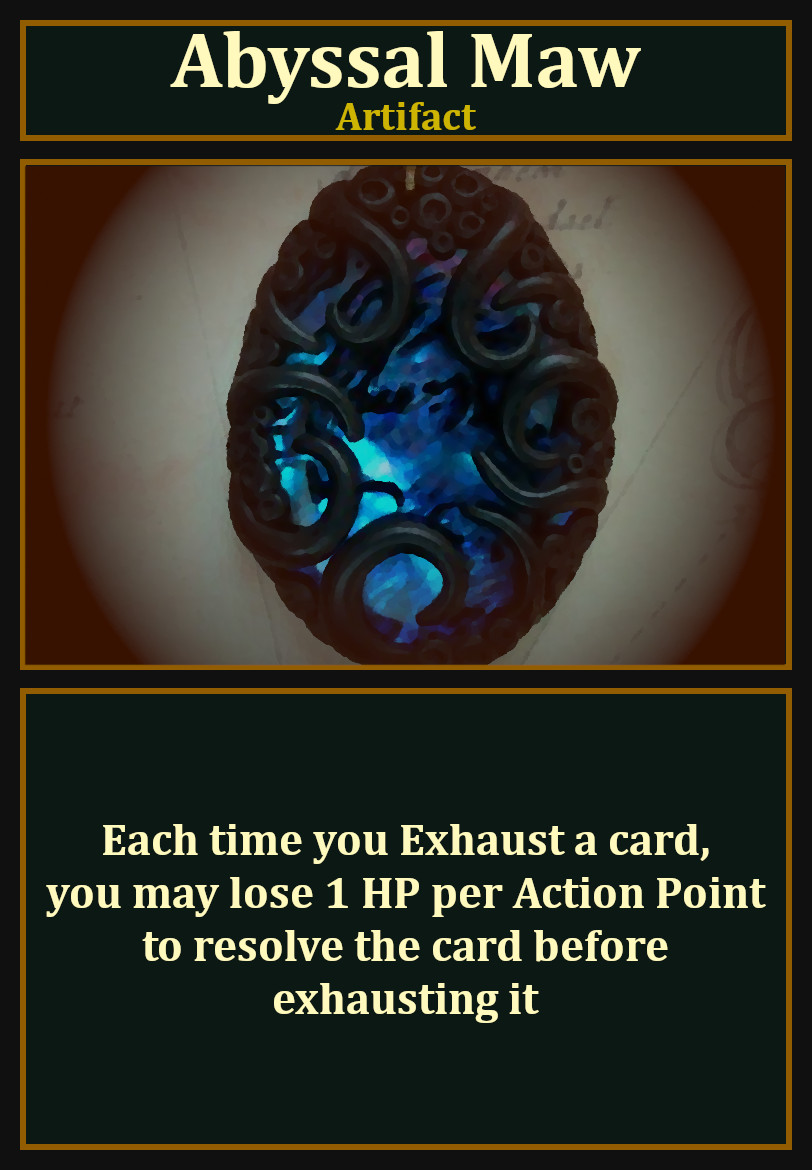 Abyssal Maw
Artifact
Each time you Exhaust a card,
you may lose 1 HP per Action Point
to resolve the card before
exhausting it